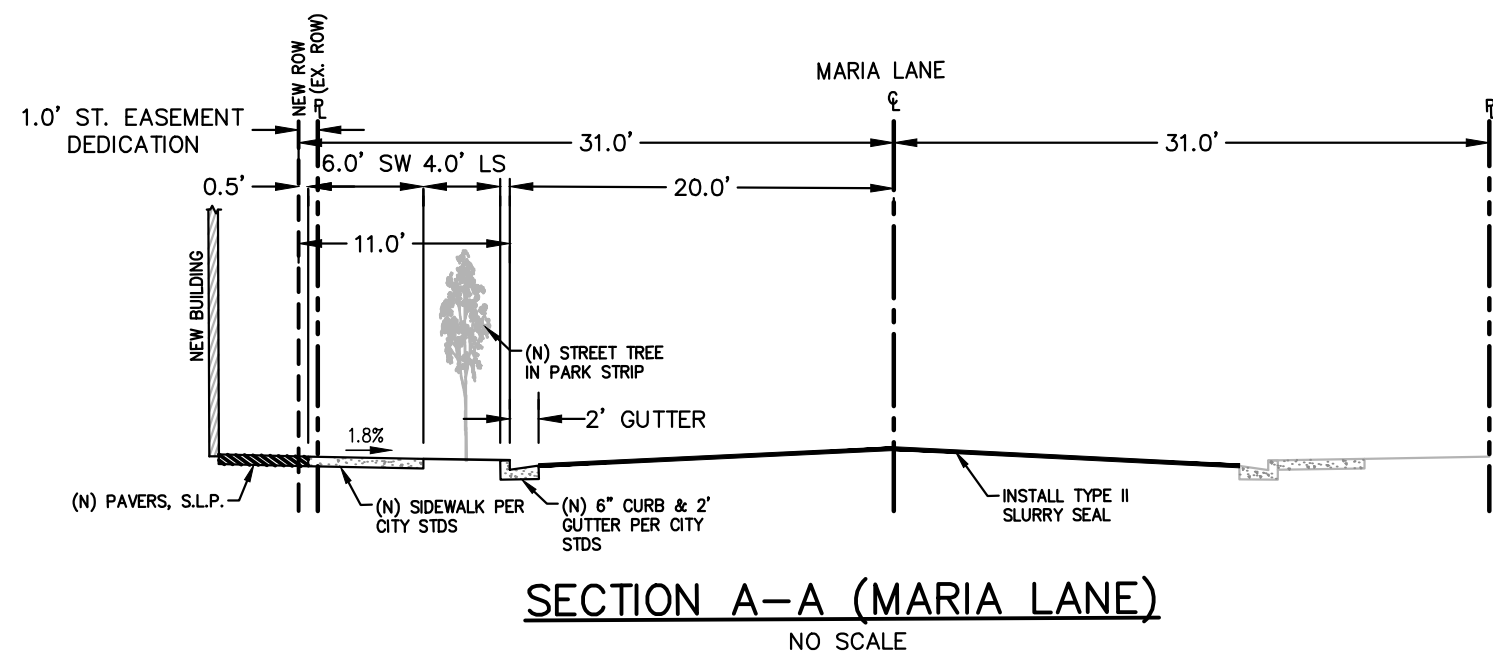 NEW ROW
(EX. ROW)
PL
1.0' ST. EASEMENT
DEDICATION
MARIA LANE
CL
PL
31.0'
31.0'
6.0' SW
4.0' LS
0.5'
20.0'
11.0'
NEW BUILDING
(N) STREET TREE
IN PARK STRIP
2' GUTTER
1.8%
(N) PAVERS, S.L.P.
(N) SIDEWALK PER
CITY STDS
(N) 6" CURB & 2'
GUTTER PER CITY
STDS
INSTALL TYPE II
SLURRY SEAL
SECTION A-A (MARIA LANE)
NO SCALE